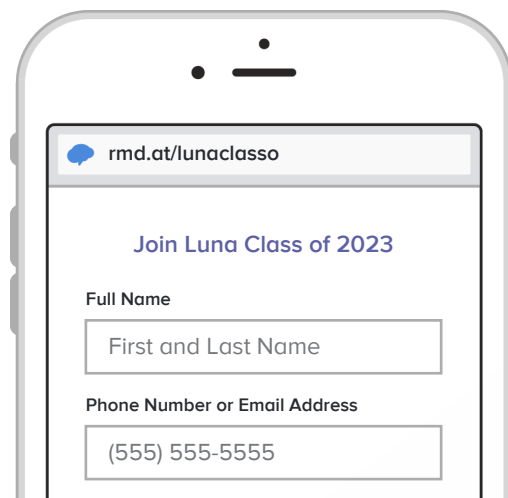 rmd.at/lunaclasso
Join Luna Class of 2023
Full Name
First and Last Name
Phone Number or Email Address
(555) 555-5555